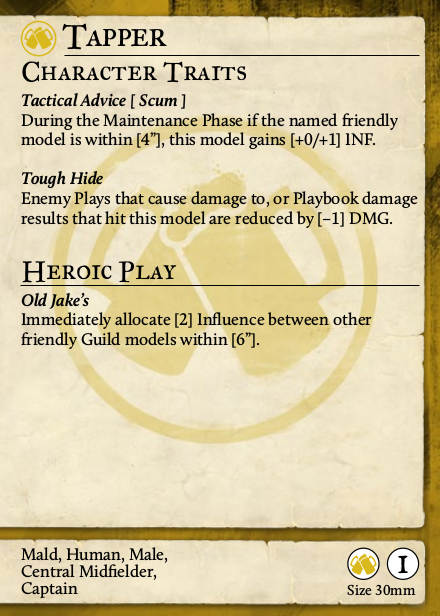 Tapper
Character Traits
Tactical Advice [ Scum ]
During the Maintenance Phase if the named friendly
model is within [4”], this model gains [+0/+1] INF.
Tough Hide
Enemy Plays that cause damage to, or Playbook damage
results that hit this model are reduced by [−1] DMG.
Heroic Play
Old Jake's
Immediately allocate [2] Influence between other
friendly Guild models within [6”].
Mald, Human, Male,
Central Midfielder,
Captain
1
Size 30mm